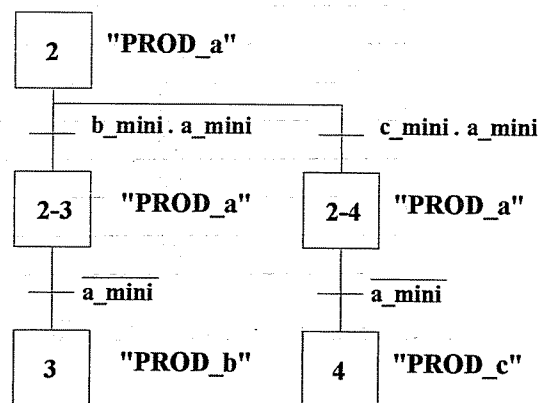 2 "PROD_a"
b_mini . a_mini c_mini . a_mini
2-3 "PROD_a" 2-4 "PROD_a"
a_mini a_mini
3 "PROD_b" 4 "PROD_c"